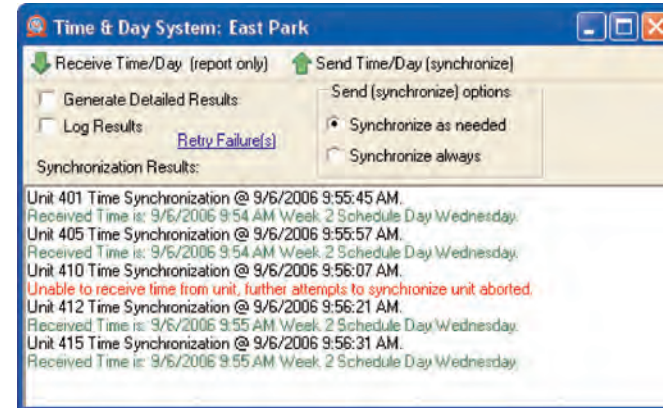 Time & Day System: East Park
Receive Time/Day (report only) Send Time/Day (synchronize)
Generate Detailed Results
Log Results
Retry Failure(s)
Send (synchronize) options
Synchronize as needed
Synchronize always
Synchronization Results:
Unit 401 Time Synchronization @ 9/6/2006 9:55:45 AM.
Received Time is: 9/6/2006 9:54 AM Week 2 Schedule Day Wednesday.
Unit 405 Time Synchronization @ 9/6/2006 9:55:57 AM.
Received Time is: 9/6/2006 9:54 AM Week 2 Schedule Day Wednesday.
Unit 410 Time Synchronization @ 9/6/2006 9:56:07 AM.
Unable to receive time from unit, further attempts to synchronize unit aborted.
Unit 412 Time Synchronization @ 9/6/2006 9:56:21 AM.
Received Time is: 9/6/2006 9:55 AM Week 2 Schedule Day Wednesday.
Unit 415 Time Synchronization @ 9/6/2006 9:56:31 AM.
Received Time is: 9/6/2006 9:55 AM Week 2 Schedule Day Wednesday.